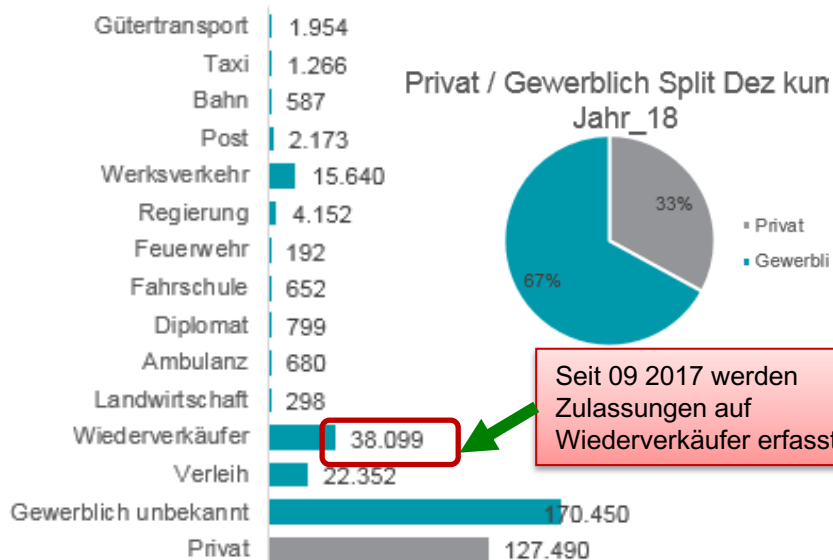 Gütertransport 1.954
Taxi 1.266
Bahn 587
Post 2.173
Werksverkehr 15.640
Regierung 4.152
Feuerwehr 192
Fahrschule 652
Diplomat 799
Ambulanz 680
Landwirtschaft 298
Wiederverkäufer 38.099
Verleih 22.352
Gewerblich unbekannt 170.450
Privat 127.490
Privat / Gewerblich Split Dez kum
Jahr_18
33%
67%
Privat
Gewerbli
Seit 09 2017 werden
Zulassungen auf
Wiederverkäufer erfasst